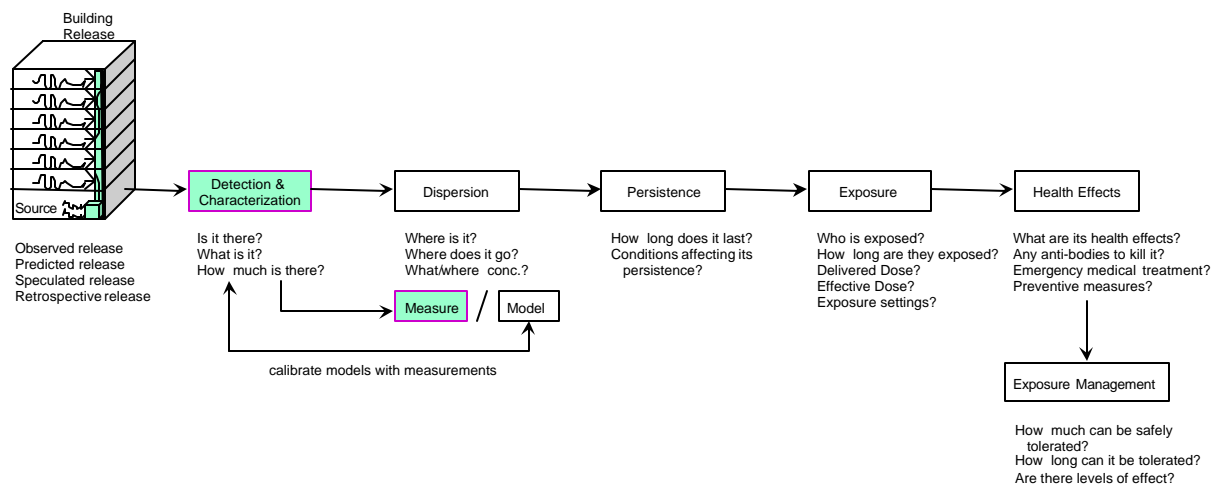 Building
Release
Source
Observed release
Predicted release
Speculated release
Retrospective release
Detection &
Characterization
Is it there?
What is it?
How much is there?
Dispersion
Where is it?
Where does it go?
What/where conc.?
Measure / Model
calibrate models with measurements
Persistence
How long does it last?
Conditions affecting its
persistence?
Exposure
Who is exposed?
How long are they exposed?
Delivered Dose?
Effective Dose?
Exposure settings?
Health Effects
What are its health effects?
Any anti-bodies to kill it?
Emergency medical treatment?
Preventive measures?
Exposure Management
How much can be safely
tolerated?
How long can it be tolerated?
Are there levels of effect?